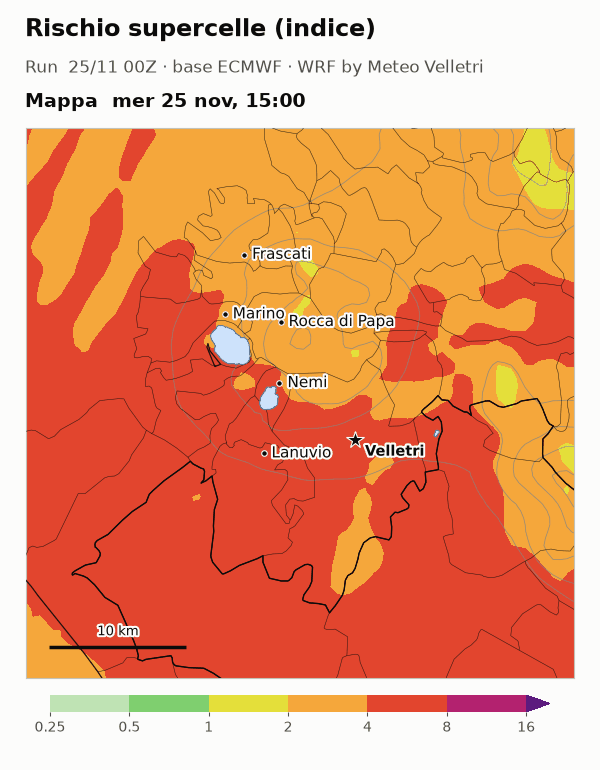 Rischio supercelle (indice)
Run  25/11 00Z · base ECMWF · WRF by Meteo Velletri
Mappa  mer 25 nov, 15:00
Frascati
Marino
Rocca di Papa
Nemi
Velletri
Lanuvio
10 km
0.25 0.5 1 2 4 8 16